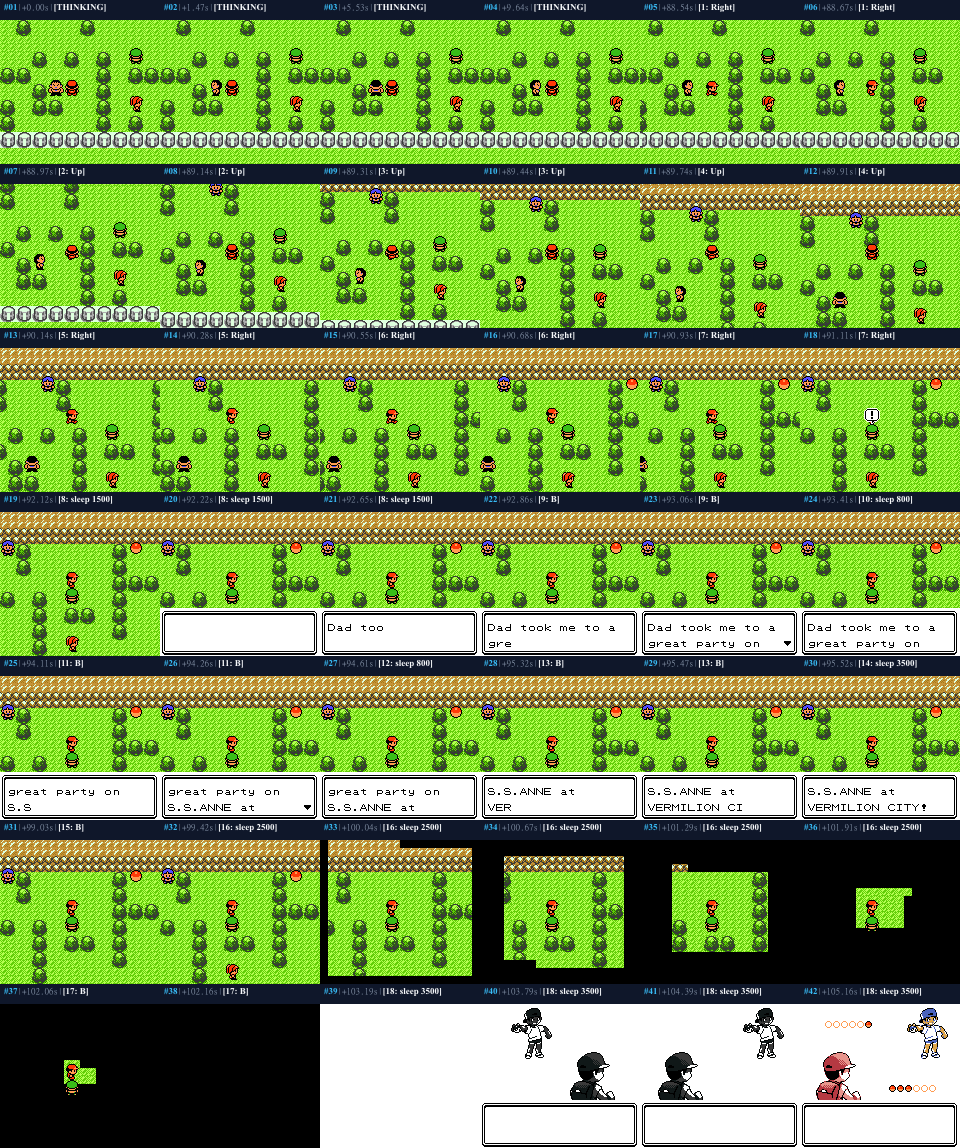 #01|+0.00s|[THINKING] #02|+1.47s|[THINKING] #03|+5.53s|[THINKING] #04|+9.64s|[THINKING] #05|+88.54s|[1: Right] #06|+88.67s|[1: Right]
#07|+88.97s|[2: Up] #08|+89.14s|[2: Up] #09|+89.31s|[3: Up] #10|+89.44s|[3: Up] #11|+89.74s|[4: Up] #12|+89.91s|[4: Up]
#13|+90.14s|[5: Right] #14|+90.28s|[5: Right] #15|+90.55s|[6: Right] #16|+90.68s|[6: Right] #17|+90.93s|[7: Right] #18|+91.11s|[7: Right]
!
#19|+92.12s|[8: sleep 1500] #20|+92.22s|[8: sleep 1500] #21|+92.65s|[8: sleep 1500] #22|+92.86s|[9: B] #23|+93.06s|[9: B] #24|+93.41s|[10: sleep 800]
Dad too
Dad took me to a
gre
Dad took me to a
great party on
Dad took me to a
great party on
#25|+94.11s|[11: B] #26|+94.26s|[11: B] #27|+94.61s|[12: sleep 800] #28|+95.32s|[13: B] #29|+95.47s|[13: B] #30|+95.52s|[14: sleep 3500]
great party on
S.S
great party on
S.S.ANNE at
great party on
S.S.ANNE at
S.S.ANNE at
VER
S.S.ANNE at
VERMILION CI
S.S.ANNE at
VERMILION CITY!
#31|+99.03s|[15: B] #32|+99.42s|[16: sleep 2500] #33|+100.04s|[16: sleep 2500] #34|+100.67s|[16: sleep 2500] #35|+101.29s|[16: sleep 2500] #36|+101.91s|[16: sleep 2500]
#37|+102.06s|[17: B] #38|+102.16s|[17: B] #39|+103.19s|[18: sleep 3500] #40|+103.79s|[18: sleep 3500] #41|+104.39s|[18: sleep 3500] #42|+105.16s|[18: sleep 3500]